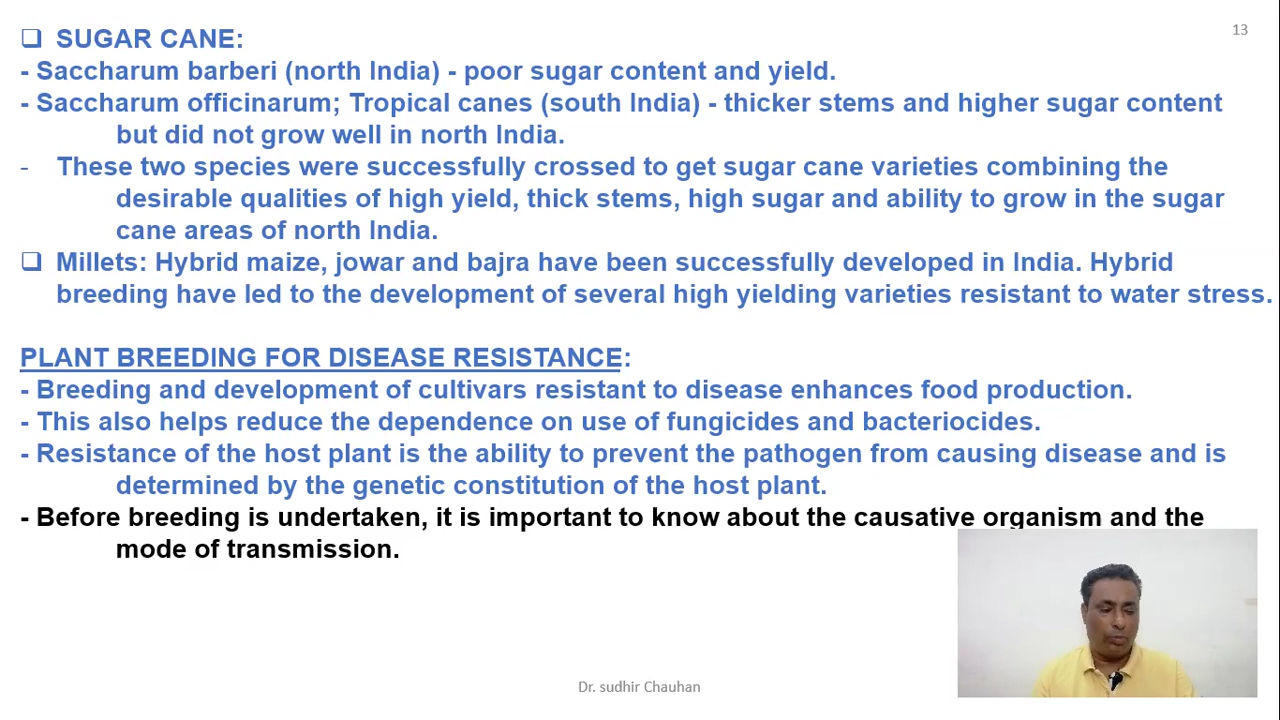 13
❑ SUGAR CANE:
- Saccharum barberi (north India) - poor sugar content and yield.
- Saccharum officinarum; Tropical canes (south India) - thicker stems and higher sugar content
but did not grow well in north India.
- These two species were successfully crossed to get sugar cane varieties combining the
desirable qualities of high yield, thick stems, high sugar and ability to grow in the sugar
cane areas of north India.
❑ Millets: Hybrid maize, jowar and bajra have been successfully developed in India. Hybrid
breeding have led to the development of several high yielding varieties resistant to water stress.
PLANT BREEDING FOR DISEASE RESISTANCE:
- Breeding and development of cultivars resistant to disease enhances food production.
- This also helps reduce the dependence on use of fungicides and bacteriocides.
- Resistance of the host plant is the ability to prevent the pathogen from causing disease and is
determined by the genetic constitution of the host plant.
- Before breeding is undertaken, it is important to know about the causative organism and the
mode of transmission.
Dr. sudhir Chauhan